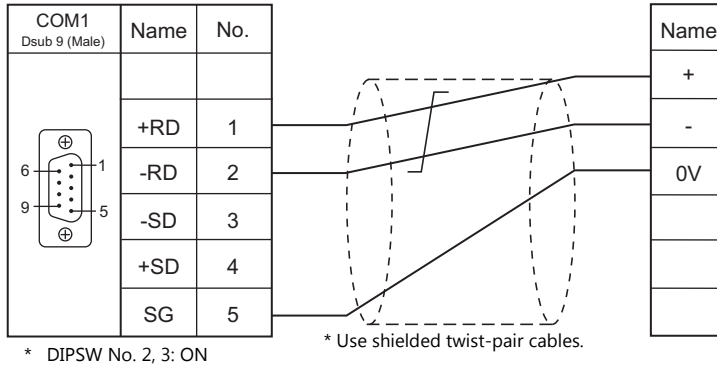 COM1
Dsub 9 (Male)
Name No.
+RD 1
-RD 2
-SD 3
+SD 4
SG 5
6
1
9
5
Name
+
-
0V
* DIPSW No. 2, 3: ON
* Use shielded twist-pair cables.